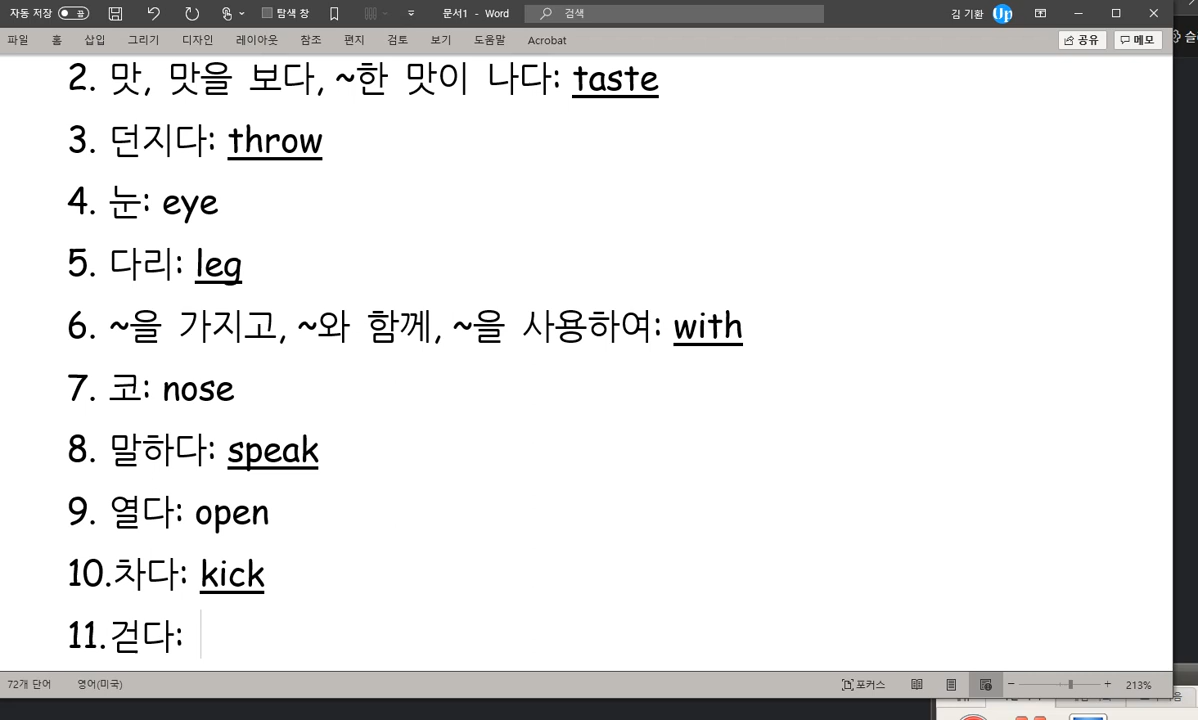 자동 저장 끔 탐색 창 문서1 - Word 검색 김 기환 Up
파일 홈 삽입 그리기 디자인 레이아웃 참조 편지 검토 보기 도움말 Acrobat 공유 메모
2. 맛, 맛을 보다, ~한 맛이 나다: taste
3. 던지다: throw
4. 눈: eye
5. 다리: leg
6. ~을 가지고, ~와 함께, ~을 사용하여: with
7. 코: nose
8. 말하다: speak
9. 열다: open
10.차다: kick
11.걷다:
72개 단어 영어(미국) 포커스 213%